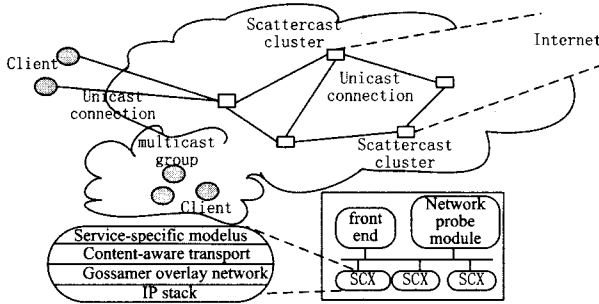 Scattercast
cluster
Internet
Client
Unicast
connection
Unicast
connection
multicast
group
Scattercast
cluster
Client
Service-specific modelus
Content-aware transport
Gossamer overlay network
IP stack
front
end
Network
probe
module
SCX
SCX
SCX